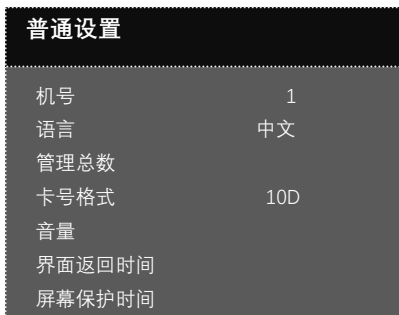 普通设置
机号 1
语言 中文
管理总数
卡号格式 10D
音量
界面返回时间
屏幕保护时间